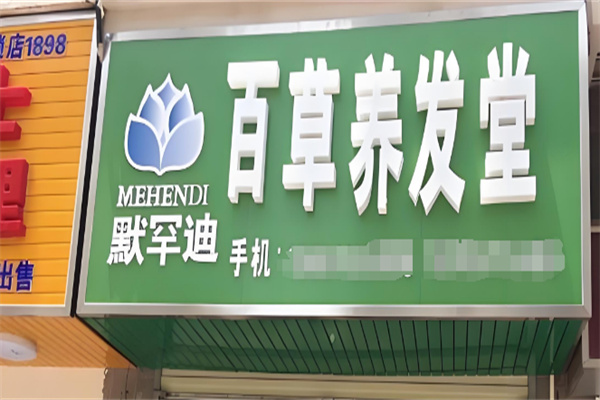 店1898
出售
百草养发堂
MEHENDI
默罕迪
手机: